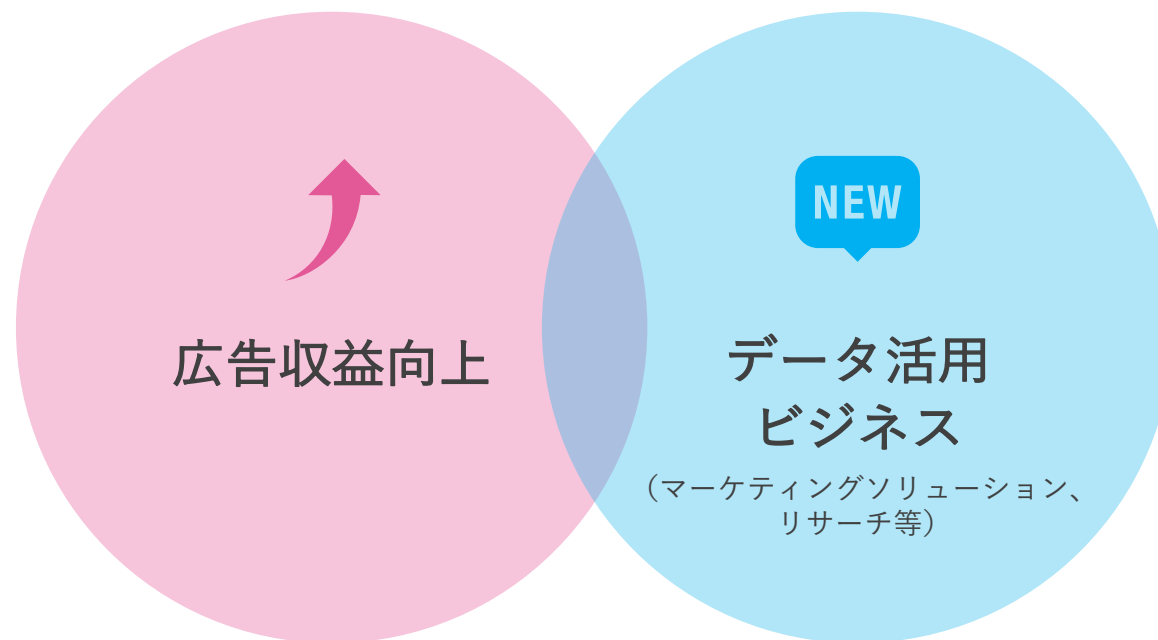 広告収益向上
NEW
データ活用
ビジネス
（マーケティングソリューション、
リサーチ等）